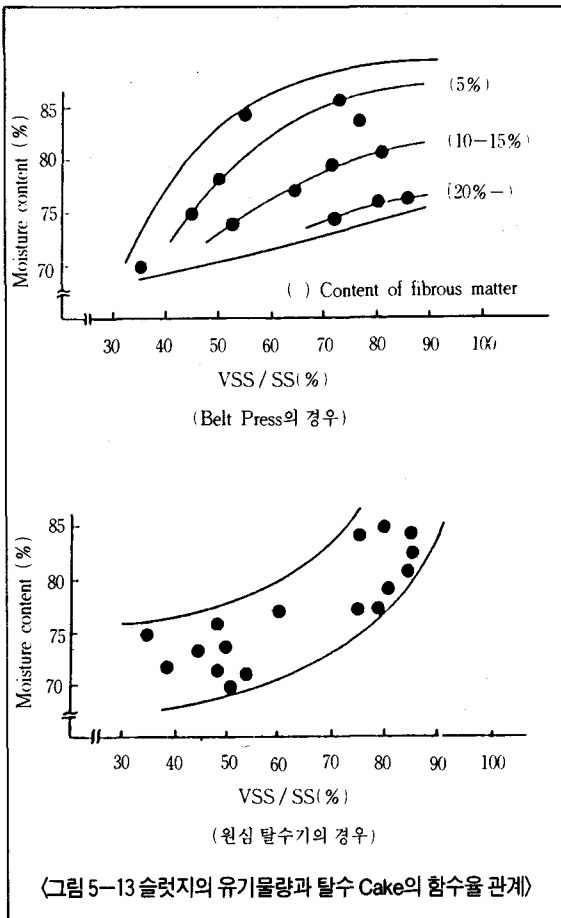 Moisture content (%)
85
80
75
70
(5%)
(10-15%)
(20%-)
( ) Content of fibrous matter
30 40 50 60 70 80 90 100
VSS / SS(%)
(Belt Press의 경우)
Moisture content (%)
85
80
75
70
30 40 50 60 70 80 90 100
VSS / SS(%)
(원심 탈수기의 경우)
〈그림 5-13 슬럿지의 유기물량과 탈수 Cake의 함수율 관계〉